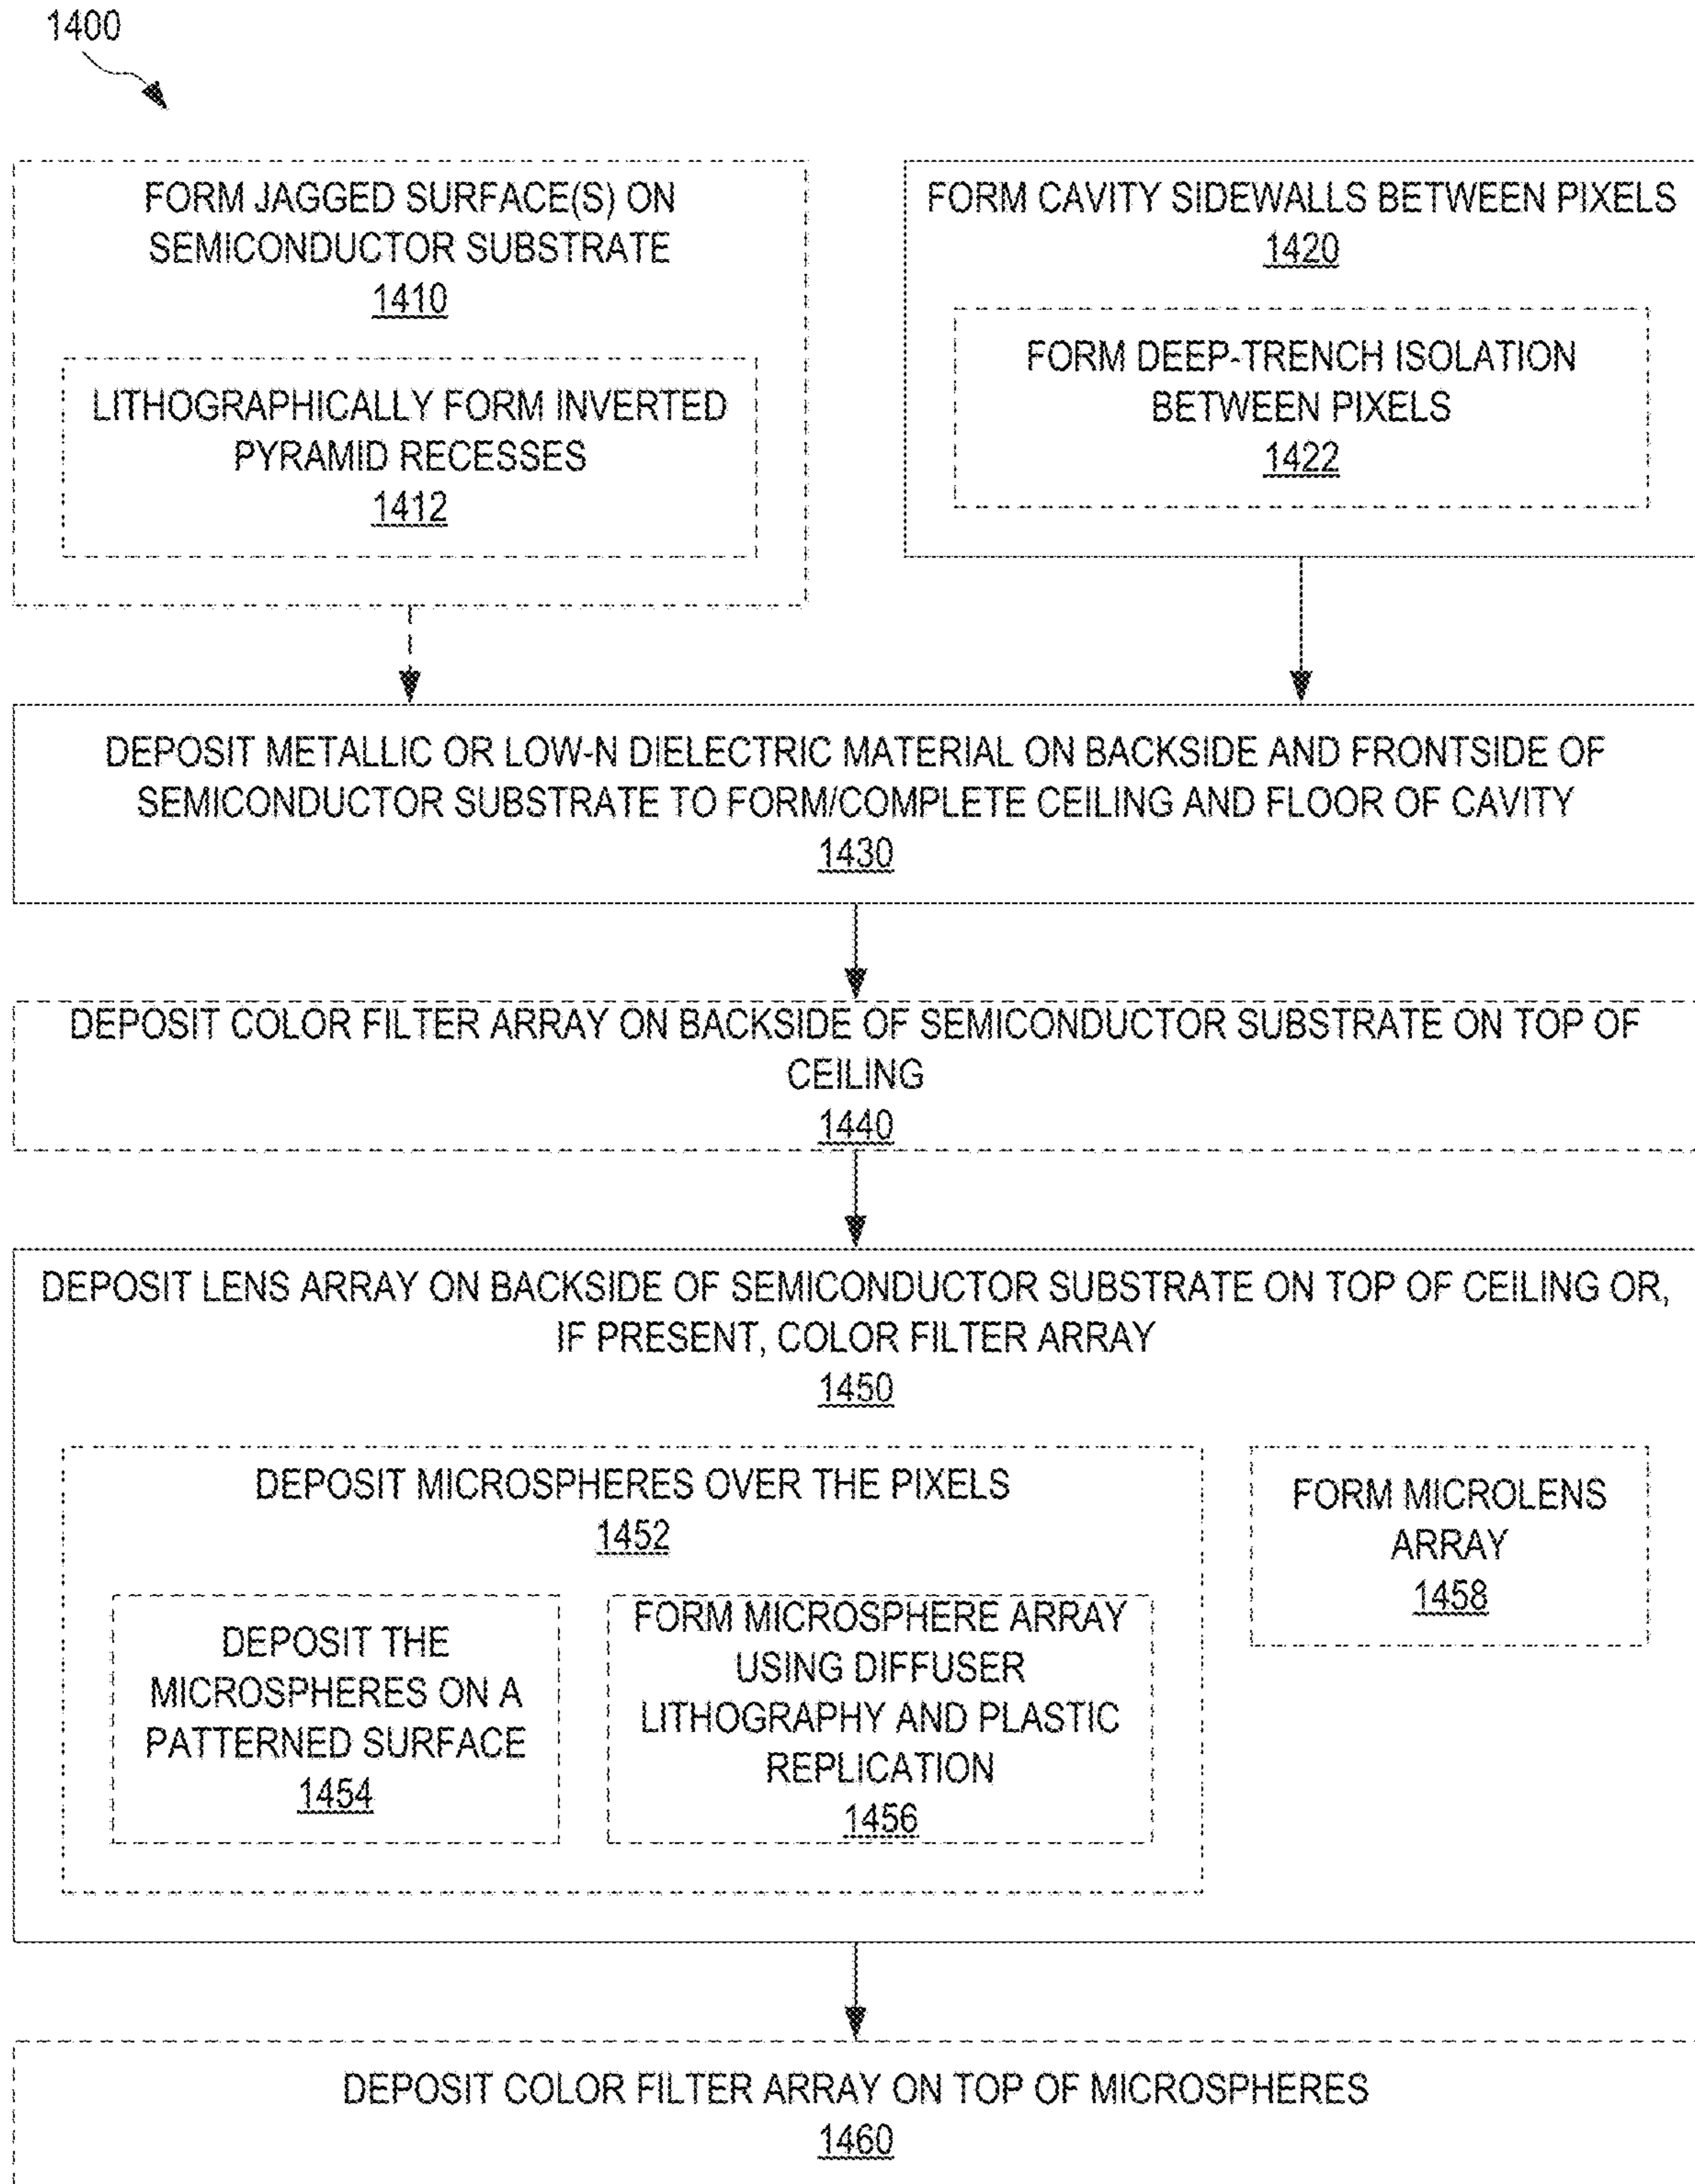 1400
FORM JAGGED SURFACE(S) ON
SEMICONDUCTOR SUBSTRATE
1410
LITHOGRAPHICALLY FORM INVERTED
PYRAMID RECESSES
1412
FORM CAVITY SIDEWALLS BETWEEN PIXELS
1420
FORM DEEP-TRENCH ISOLATION
BETWEEN PIXELS
1422
DEPOSIT METALLIC OR LOW-N DIELECTRIC MATERIAL ON BACKSIDE AND FRONTSIDE OF
SEMICONDUCTOR SUBSTRATE TO FORM/COMPLETE CEILING AND FLOOR OF CAVITY
1430
DEPOSIT COLOR FILTER ARRAY ON BACKSIDE OF SEMICONDUCTOR SUBSTRATE ON TOP OF
CEILING
1440
DEPOSIT LENS ARRAY ON BACKSIDE OF SEMICONDUCTOR SUBSTRATE ON TOP OF CEILING OR,
IF PRESENT, COLOR FILTER ARRAY
1450
DEPOSIT MICROSPHERES OVER THE PIXELS
1452
DEPOSIT THE
MICROSPHERES ON A
PATTERNED SURFACE
1454
FORM MICROSPHERE ARRAY
USING DIFFUSER
LITHOGRAPHY AND PLASTIC
REPLICATION
1456
FORM MICROLENS
ARRAY
1458
DEPOSIT COLOR FILTER ARRAY ON TOP OF MICROSPHERES
1460